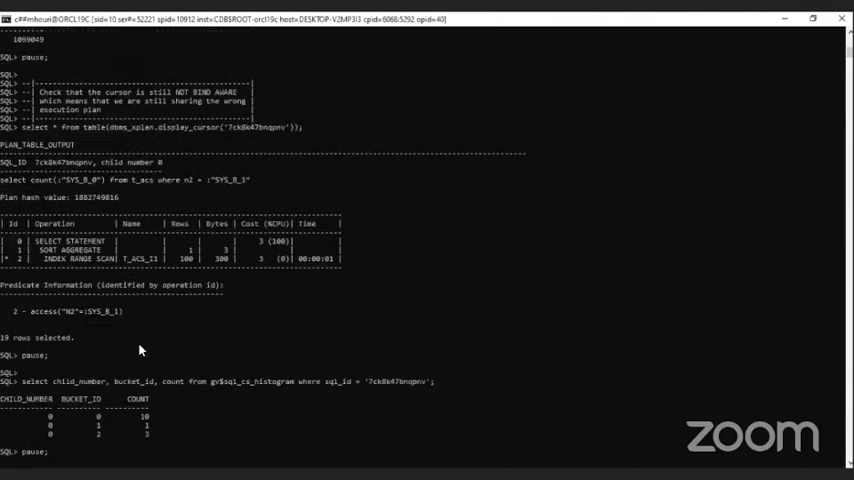 c##mhouri@ORCL19C [sid=10 ser#=52221 spid=10912 inst=CDB$ROOT-orcl19c host=DESKTOP-V2MP3I3 cpid=6068:5292 opid=40]
1099049
SQL> pause;
SQL>
SQL> --|--------------------------------------------|
SQL> --| Check that the cursor is still NOT BIND AWARE
SQL> --| which means that we are still sharing the wrong |
SQL> --| execution plan |
SQL> --|--------------------------------------------|
SQL> select * from table(dbms_xplan.display_cursor('7ck8k47bnqpnv'));
PLAN_TABLE_OUTPUT
SQL_ID 7ck8k47bnqpnv, child number 0
select count(:"SYS_B_0") from t_acs where n2 = :"SYS_B_1"
Plan hash value: 1882749816
| Id | Operation | Name | Rows | Bytes | Cost (%CPU)| Time |
| 0 | SELECT STATEMENT | | | | 3 (100)| |
| 1 | SORT AGGREGATE | | 1 | 3 | | |
|* 2 | INDEX RANGE SCAN| T_ACS_I1 | 100 | 300 | 3 (0)| 00:00:01 |
Predicate Information (identified by operation id):
2 - access("N2"=:SYS_B_1)
19 rows selected.
SQL> pause;
SQL>
SQL> select child_number, bucket_id, count from gv$sql_cs_histogram where sql_id = '7ck8k47bnqpnv';
CHILD_NUMBER BUCKET_ID COUNT
0 0 10
0 1 1
0 2 3
SQL> pause;
zoom